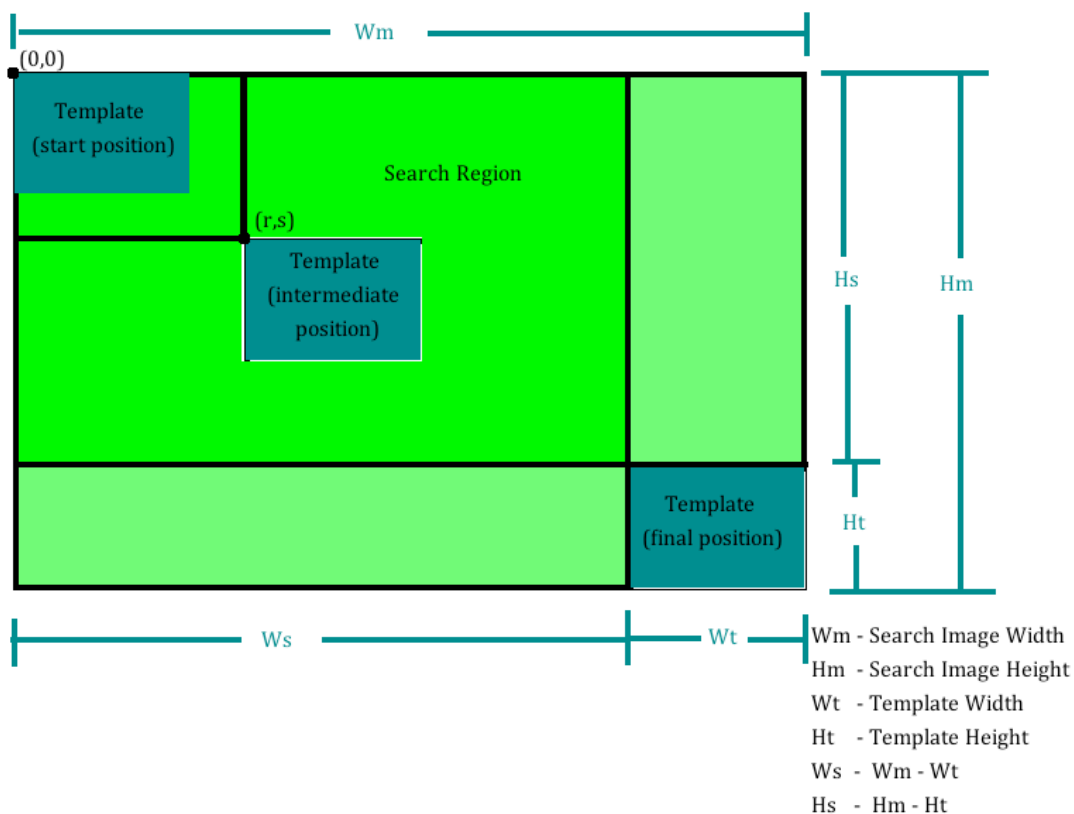 Wm
(0,0)
Template
(start position)
Search Region
(r,s)
Template
(intermediate
position)
Hs
Hm
Template
(final position)
Ht
Ws
Wt
Wm - Search Image Width
Hm - Search Image Height
Wt - Template Width
Ht - Template Height
Ws - Wm - Wt
Hs - Hm - Ht